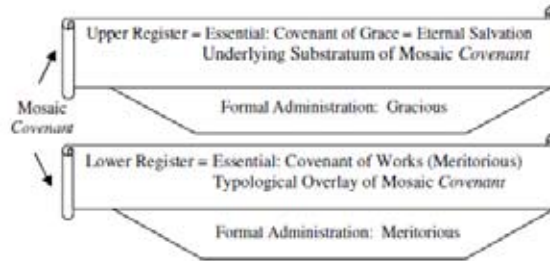 Upper Register = Essential: Covenant of Grace = Eternal Salvation
Underlying Substratum of Mosaic Covenant
Formal Administration: Gracious
Mosaic
Covenant
Lower Register = Essential: Covenant of Works (Meritorious)
Typological Overlay of Mosaic Covenant
Formal Administration: Meritorious